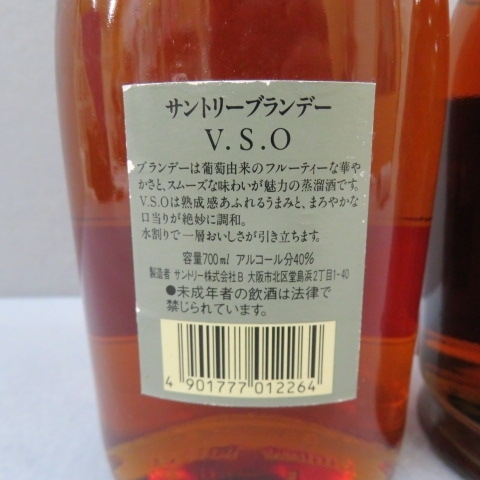 サントリーブランデー
V.S.O
ブランデーは葡萄由来のフルーティーな華や
かさと、スムーズな味わいが魅力の蒸溜酒です。
V.S.Oは熟成感あふれるうまみと、まろやかな
口当りが絶妙に調和。
水割りで一層おいしさが引き立ちます。
容量700ml アルコール分40%
製造者 サントリー株式会社B 大阪市北区堂島浜2丁目1-40
●未成年者の飲酒は法律で
禁じられています。
4 901777 012264